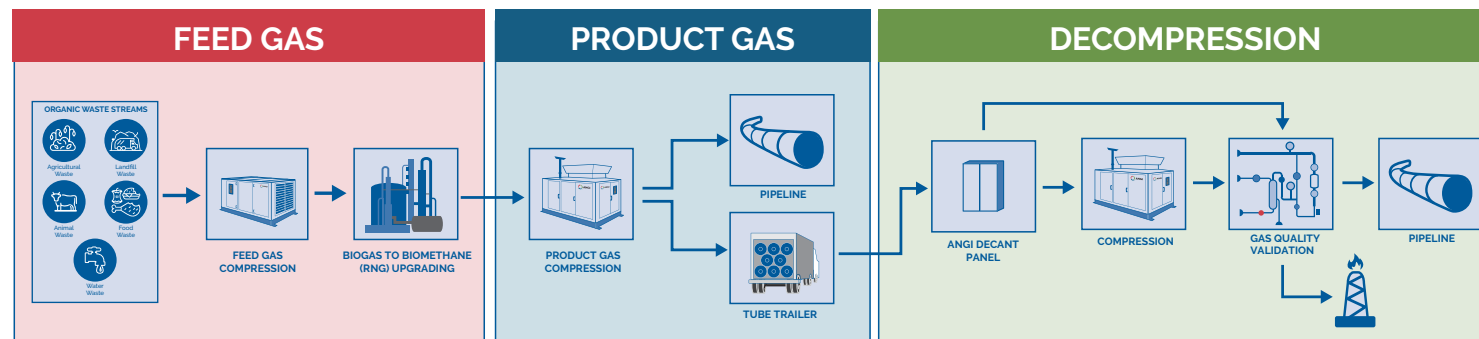 FEED GAS
PRODUCT GAS
DECOMPRESSION
ORGANIC WASTE STREAMS
Agricultural
Waste
Landfill
Waste
Animal
Waste
Food
Waste
Water
Waste
FEED GAS
COMPRESSION
BIOGAS TO BIOMETHANE
(RNG) UPGRADING
PRODUCT GAS
COMPRESSION
PIPELINE
TUBE TRAILER
ANGI DECANT
PANEL
COMPRESSION
GAS QUALITY
VALIDATION
PIPELINE